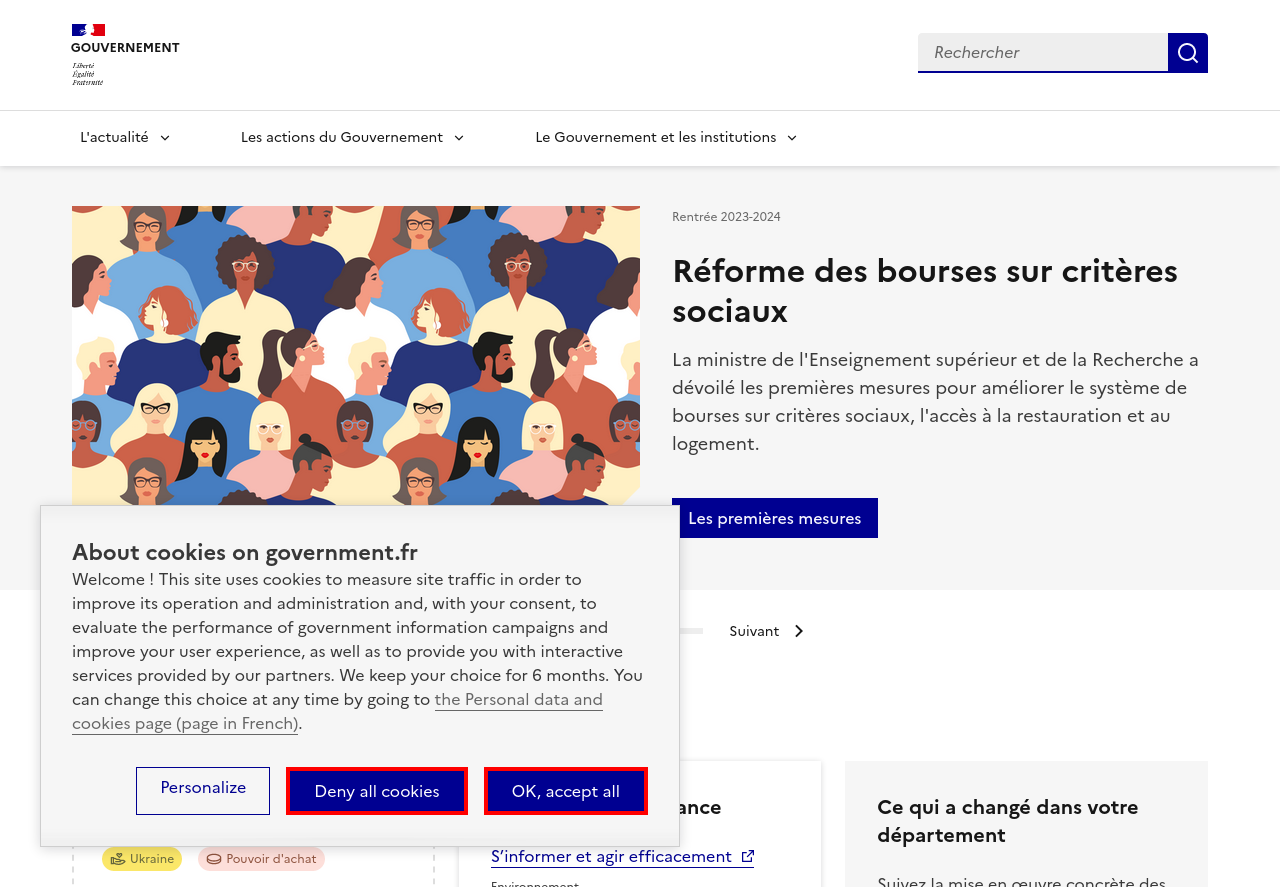 GOUVERNEMENT
Liberté
Égalité
Fraternité
Rechercher
L'actualité
Les actions du Gouvernement
Le Gouvernement et les institutions
Rentrée 2023-2024
Réforme des bourses sur critères
sociaux
La ministre de l'Enseignement supérieur et de la Recherche a
dévoilé les premières mesures pour améliorer le système de
bourses sur critères sociaux, l'accès à la restauration et au
logement.
Les premières mesures
Suivant
About cookies on government.fr
Welcome ! This site uses cookies to measure site traffic in order to
improve its operation and administration and, with your consent, to
evaluate the performance of government information campaigns and
improve your user experience, as well as to provide you with interactive
services provided by our partners. We keep your choice for 6 months. You
can change this choice at any time by going to the Personal data and
cookies page (page in French).
Personalize
Deny all cookies
OK, accept all
Ukraine
Pouvoir d'achat
ance
S’informer et agir efficacement
Environnement
Ce qui a changé dans votre
département
Suivez la mise en œuvre concrète des